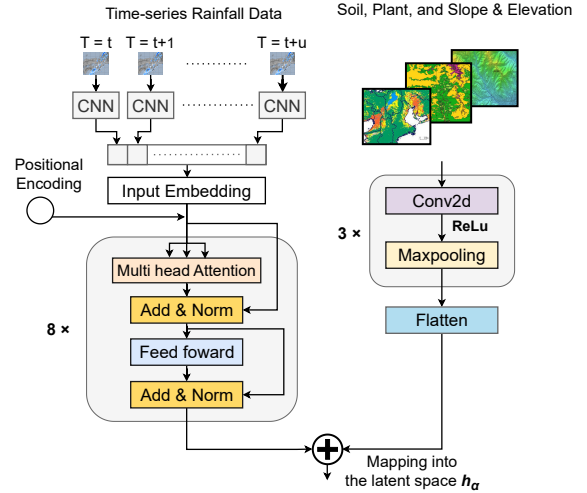 Time-series Rainfall Data
Soil, Plant, and Slope & Elevation
T = t
T = t+1
T = t+u
CNN
CNN
CNN
Positional
Encoding
Input Embedding
Multi head Attention
Add & Norm
8 ×
Feed foward
Add & Norm
Conv2d
ReLu
3 ×
Maxpooling
Flatten
Mapping into
the latent space h_α